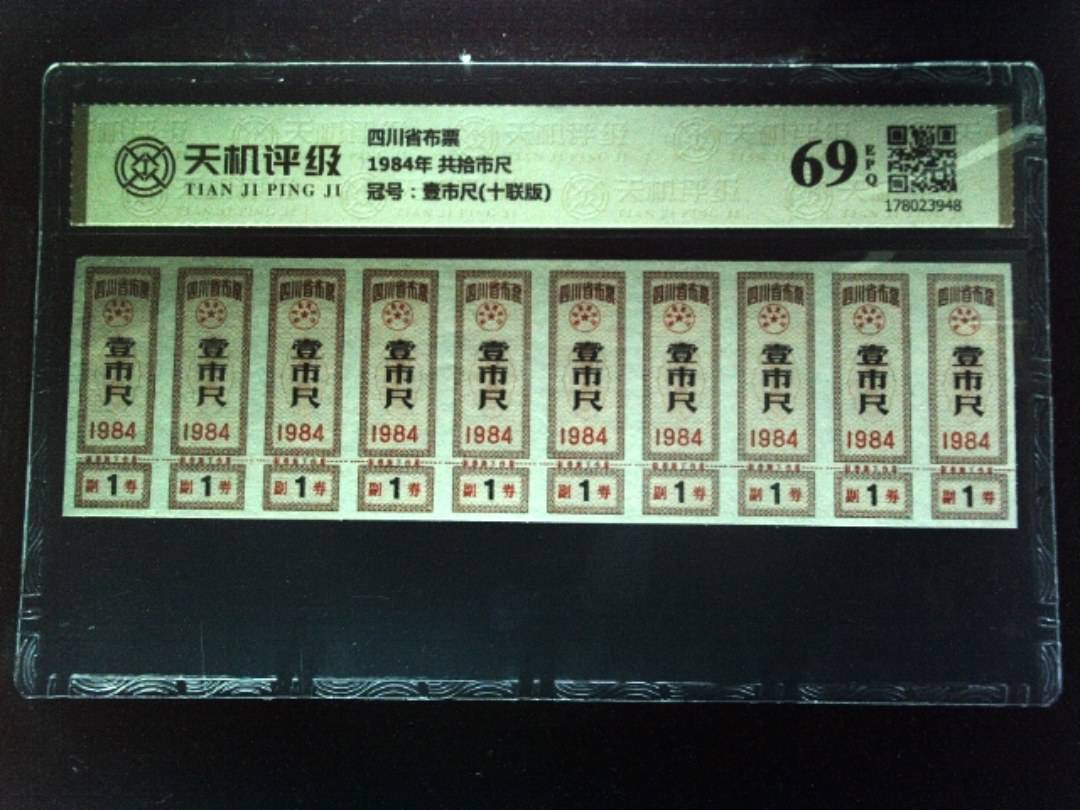 天机评级
TIAN JI PING JI
四川省布票
1984年 共拾市尺
冠号：壹市尺(十联版)
69
EPQ
178023948
四川省布票 四川省布票 四川省布票 四川省布票 四川省布票 四川省布票 四川省布票 四川省布票 四川省布票 四川省布票
壹市尺 壹市尺 壹市尺 壹市尺 壹市尺 壹市尺 壹市尺 壹市尺 壹市尺 壹市尺
1984 1984 1984 1984 1984 1984 1984 1984 1984 1984
副1券 副1券 副1券 副1券 副1券 副1券 副1券 副1券 副1券 副1券